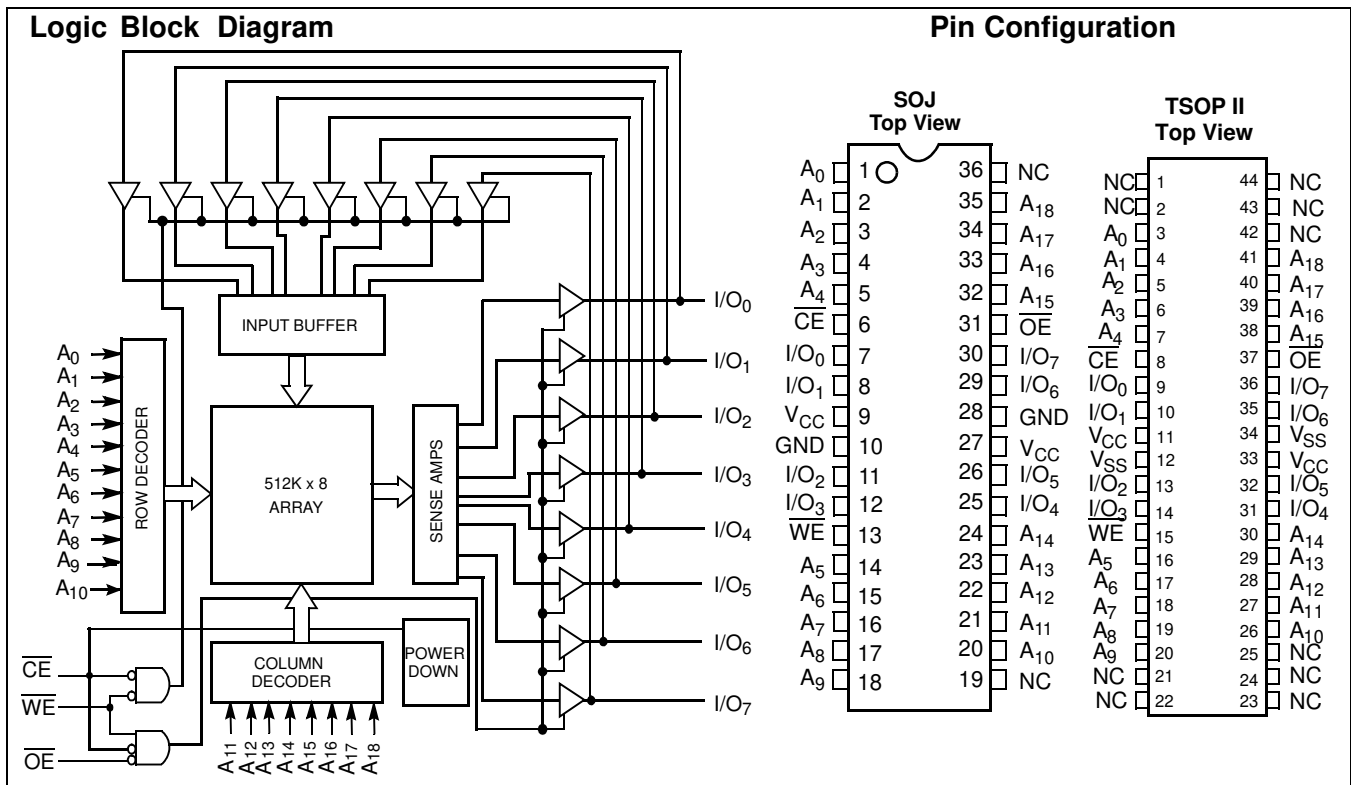 Logic Block Diagram
INPUT BUFFER
A0
A1
A2
A3
A4
A5
A6
A7
A8
A9
A10
ROW DECODER
512K x 8
ARRAY
SENSE AMPS
COLUMN
DECODER
POWER
DOWN
CE
WE
OE
A11
A12
A13
A14
A15
A16
A17
A18
I/O0
I/O1
I/O2
I/O3
I/O4
I/O5
I/O6
I/O7
Pin Configuration
SOJ
Top View
A0 1 36 NC
A1 2 35 A18
A2 3 34 A17
A3 4 33 A16
A4 5 32 A15
CE 6 31 OE
I/O0 7 30 I/O7
I/O1 8 29 I/O6
VCC 9 28 GND
GND 10 27 VCC
I/O2 11 26 I/O5
I/O3 12 25 I/O4
WE 13 24 A14
A5 14 23 A13
A6 15 22 A12
A7 16 21 A11
A8 17 20 A10
A9 18 19 NC
TSOP II
Top View
NC 1 44 NC
NC 2 43 NC
A0 3 42 NC
A1 4 41 A18
A2 5 40 A17
A3 6 39 A16
A4 7 38 A15
CE 8 37 OE
I/O0 9 36 I/O7
I/O1 10 35 I/O6
VCC 11 34 VSS
VSS 12 33 VCC
I/O2 13 32 I/O5
I/O3 14 31 I/O4
WE 15 30 A14
A5 16 29 A13
A6 17 28 A12
A7 18 27 A11
A8 19 26 A10
A9 20 25 NC
NC 21 24 NC
NC 22 23 NC